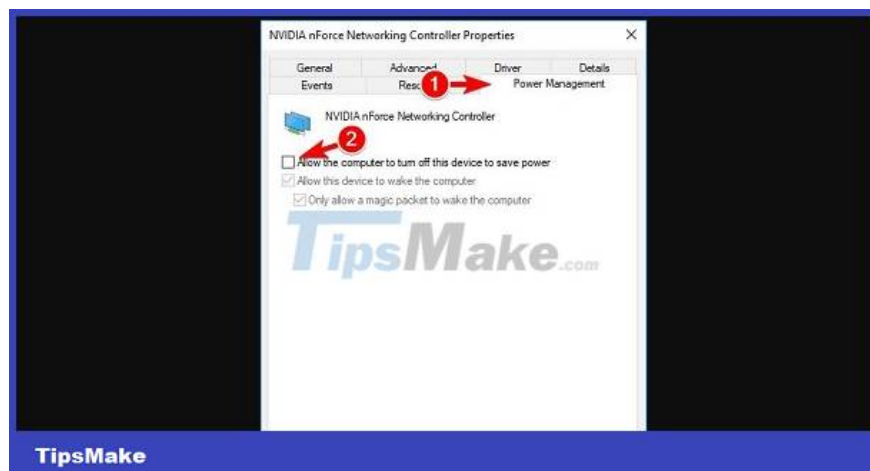 NVIDIA nForce Networking Controller Properties
General Advanced Driver Details
Events Power Management
1
NVIDIA nForce Networking Controller
2
Allow the computer to turn off this device to save power
Allow this device to wake the computer
Only allow a magic packet to wake the computer
TipsMake.com
TipsMake